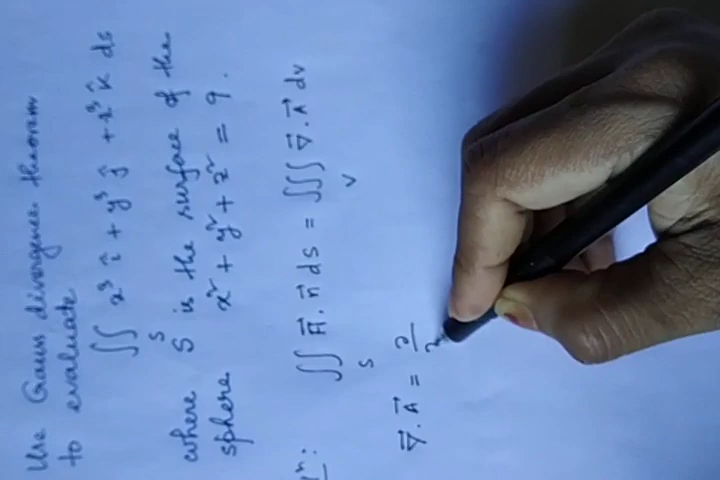 Use Gauss divergence theorem
to evaluate
∬ x³ î + y³ ĵ + z³ k̂ ds
S
where S is the surface of the
sphere x² + y² + z² = 9.
∬ A⃗ . n⃗ ds = ∭ ∇⃗ . A⃗ dv
S V
∇⃗ . A⃗ = ∂